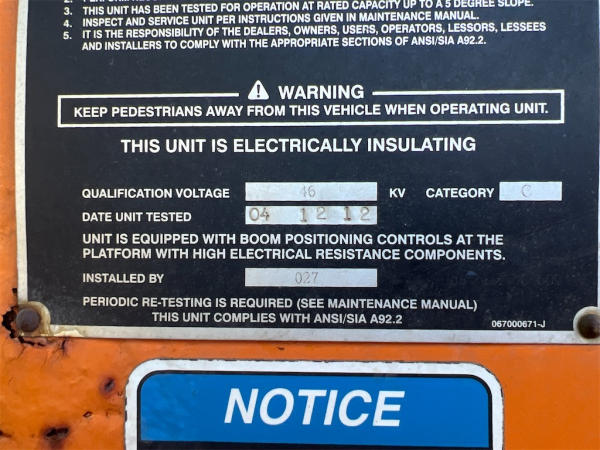 3. THIS UNIT HAS BEEN TESTED FOR OPERATION AT RATED CAPACITY UP TO A 5 DEGREE SLOPE.
4. INSPECT AND SERVICE UNIT PER INSTRUCTIONS GIVEN IN MAINTENANCE MANUAL.
5. IT IS THE RESPONSIBILITY OF THE DEALERS, OWNERS, USERS, OPERATORS, LESSORS, LESSEES
AND INSTALLERS TO COMPLY WITH THE APPROPRIATE SECTIONS OF ANSI/SIA A92.2.
WARNING
KEEP PEDESTRIANS AWAY FROM THIS VEHICLE WHEN OPERATING UNIT.
THIS UNIT IS ELECTRICALLY INSULATING
QUALIFICATION VOLTAGE 46 KV CATEGORY C
DATE UNIT TESTED 04 12 12
UNIT IS EQUIPPED WITH BOOM POSITIONING CONTROLS AT THE
PLATFORM WITH HIGH ELECTRICAL RESISTANCE COMPONENTS.
INSTALLED BY 027
PERIODIC RE-TESTING IS REQUIRED (SEE MAINTENANCE MANUAL)
THIS UNIT COMPLIES WITH ANSI/SIA A92.2
067000671-J
NOTICE